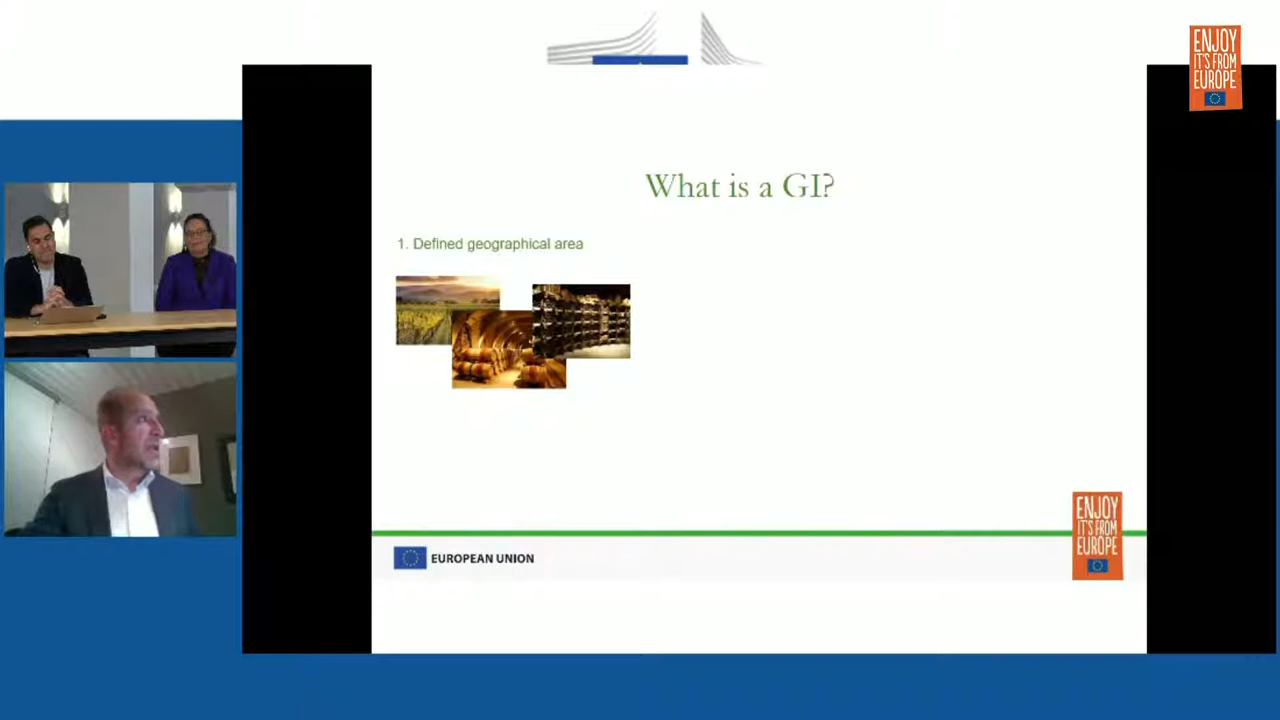 ENJOY
IT'S FROM
EUROPE
What is a GI?
1. Defined geographical area
ENJOY
IT'S FROM
EUROPE
EUROPEAN UNION